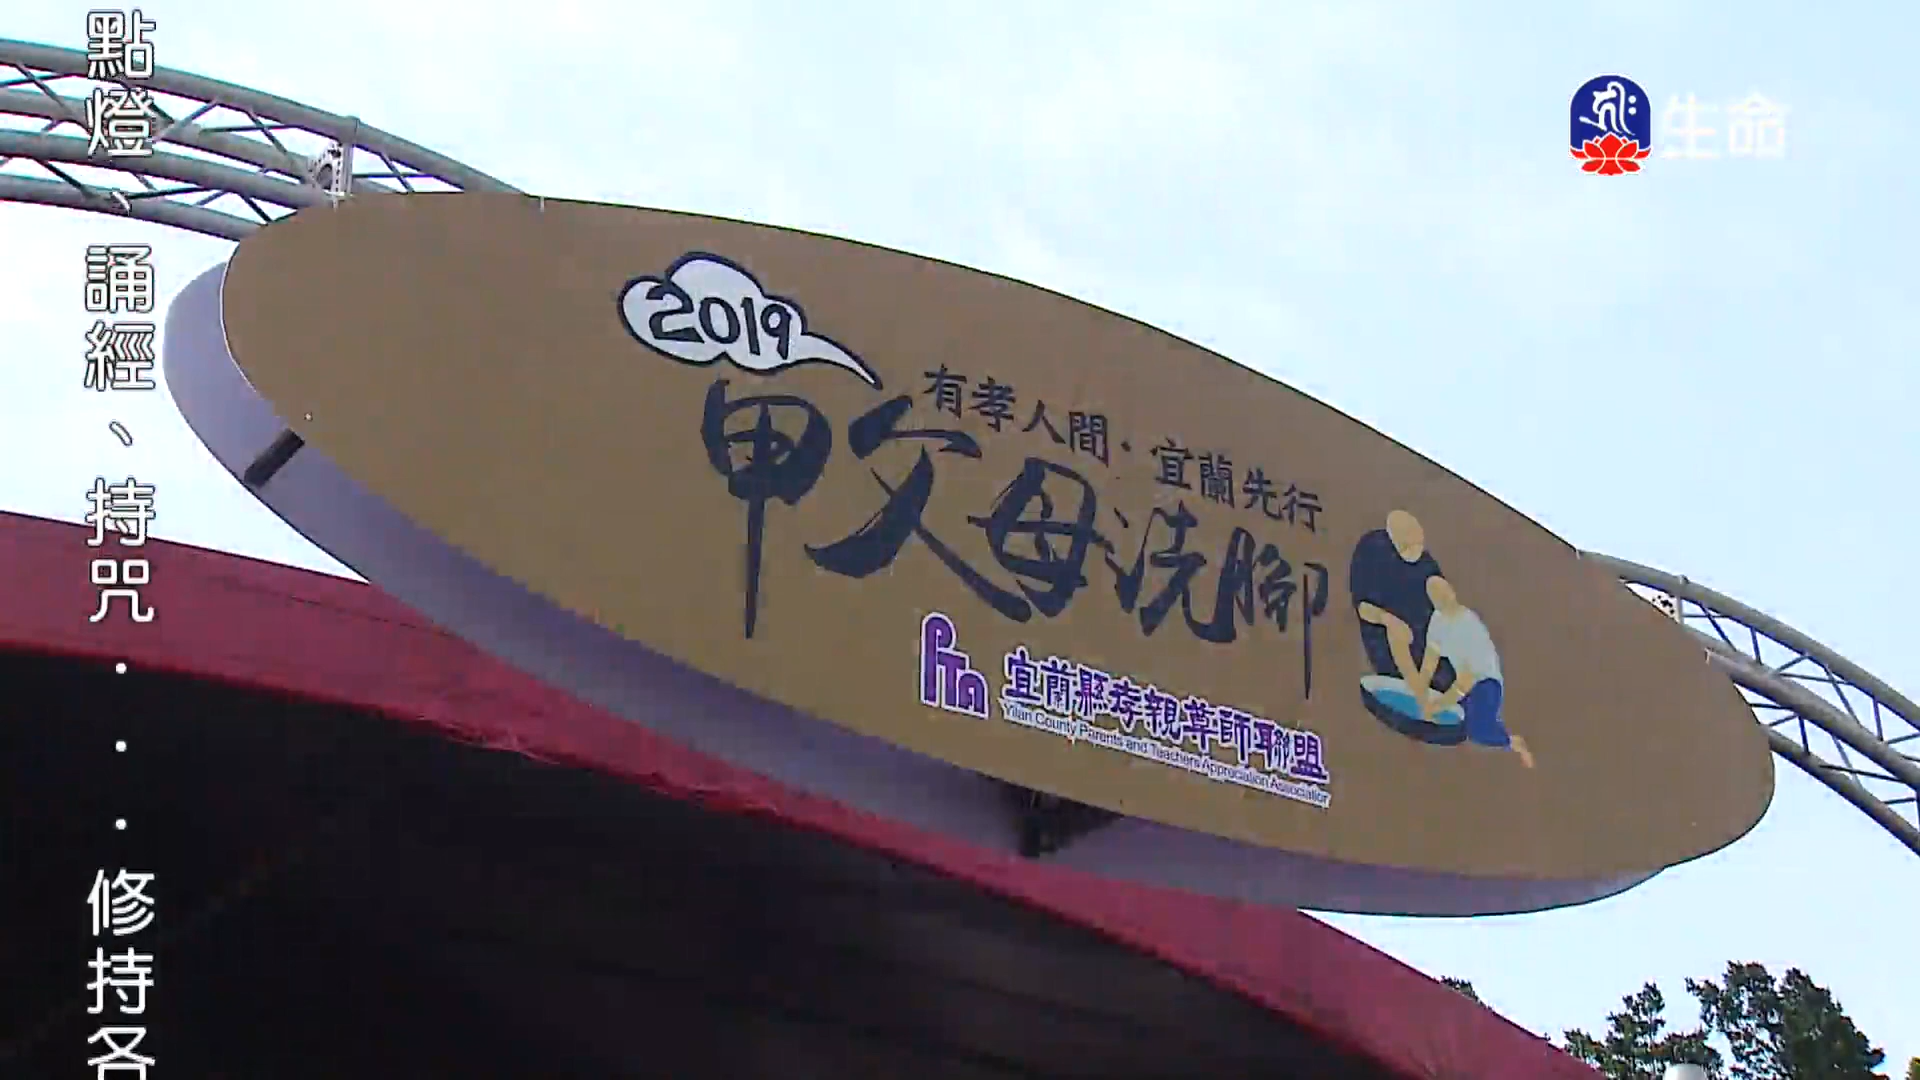 點燈、誦經、持咒...修持各
生命
2019
有孝人間·宜蘭先行
甲父母洗腳
PTA
宜蘭縣孝親尊師聯盟
Yilan County Parents and Teachers Appreciation Association